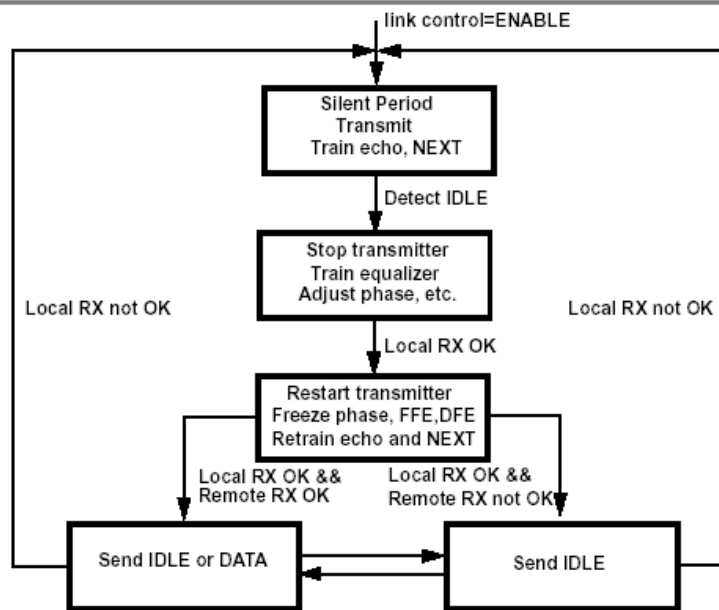 link control=ENABLE
Silent Period
Transmit
Train echo, NEXT
Detect IDLE
Stop transmitter
Train equalizer
Adjust phase, etc.
Local RX not OK
Local RX not OK
Local RX OK
Restart transmitter
Freeze phase, FFE,DFE
Retrain echo and NEXT
Local RX OK &&
Remote RX OK
Local RX OK &&
Remote RX not OK
Send IDLE or DATA
Send IDLE